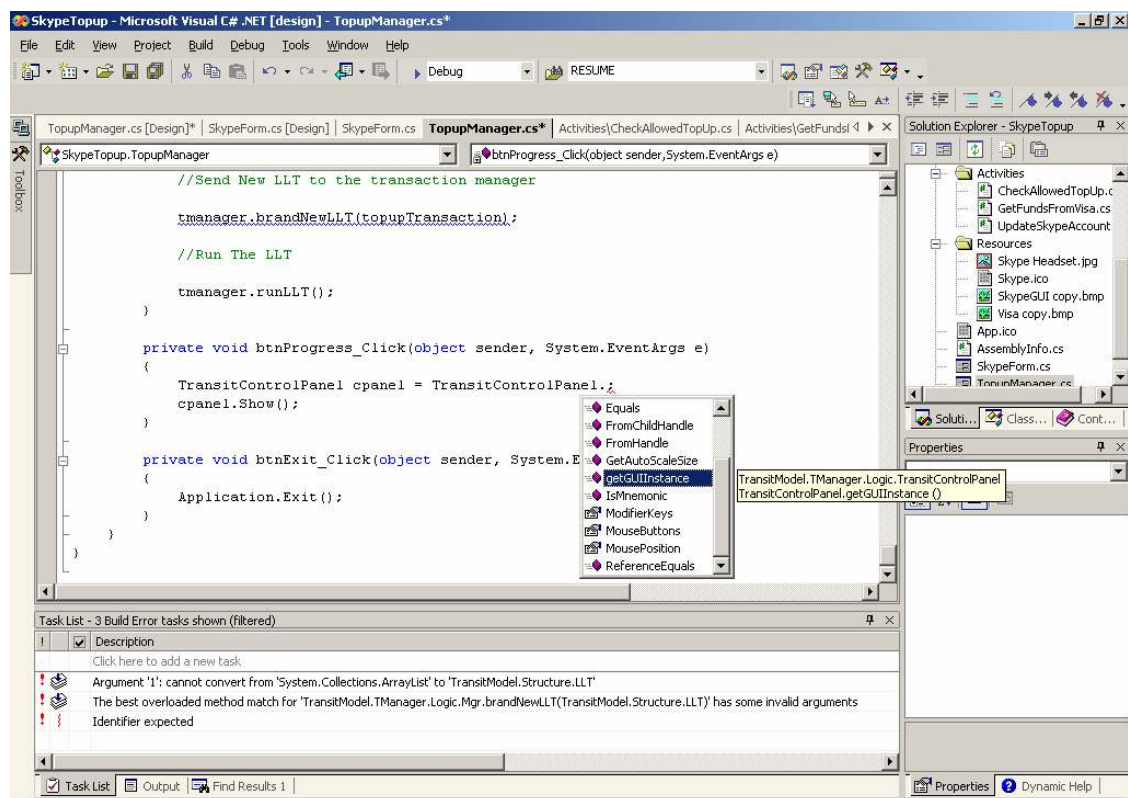 SkypeTopup - Microsoft Visual C# .NET [design] - TopupManager.cs*
File Edit View Project Build Debug Tools Window Help
Debug RESUME
TopupManager.cs [Design]* SkypeForm.cs [Design] SkypeForm.cs TopupManager.cs* Activities\CheckAllowedTopUp.cs Activities\GetFundsI
Solution Explorer - SkypeTopup
SkypeTopup.TopupManager btnProgress_Click(object sender,System.EventArgs e)
Toolbox
//Send New LLT to the transaction manager
tmanager.brandNewLLT(topupTransaction);
//Run The LLT
tmanager.runLLT();
}
private void btnProgress_Click(object sender, System.EventArgs e)
{
TransitControlPanel cpanel = TransitControlPanel.;
cpanel.Show();
}
private void btnExit_Click(object sender, System.E
{
Application.Exit();
}
}
}
Equals
FromChildHandle
FromHandle
GetAutoScaleSize
getGUIInstance
IsMnemonic
ModifierKeys
MouseButtons
MousePosition
ReferenceEquals
TransitModel.TManager.Logic.TransitControlPanel
TransitControlPanel.getGUIInstance ()
Activities
CheckAllowedTopUp.c
GetFundsFromVisa.cs
UpdateSkypeAccount
Resources
Skype Headset.jpg
Skype.ico
SkypeGUI copy.bmp
Visa copy.bmp
App.ico
AssemblyInfo.cs
SkypeForm.cs
TopupManager.cs
Soluti... Class... Cont...
Properties
Task List - 3 Build Error tasks shown (filtered)
! Description
Click here to add a new task
! Argument '1': cannot convert from 'System.Collections.ArrayList' to 'TransitModel.Structure.LLT'
! The best overloaded method match for 'TransitModel.TManager.Logic.Mgr.brandNewLLT(TransitModel.Structure.LLT)' has some invalid arguments
! Identifier expected
Task List Output Find Results 1
Properties Dynamic Help